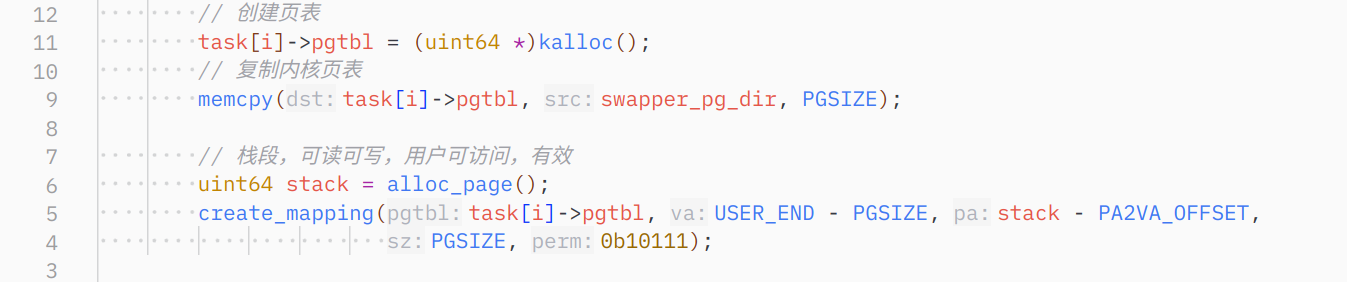 12 // 创建页表
11 task[i]->pgtbl = (uint64 *)kalloc();
10 // 复制内核页表
9 memcpy(dst: task[i]->pgtbl, src: swapper_pg_dir, PGSIZE);
8
7 // 栈段，可读可写，用户可访问，有效
6 uint64 stack = alloc_page();
5 create_mapping(pgtbl: task[i]->pgtbl, va: USER_END - PGSIZE, pa: stack - PA2VA_OFFSET,
4 sz: PGSIZE, perm: 0b10111);
3